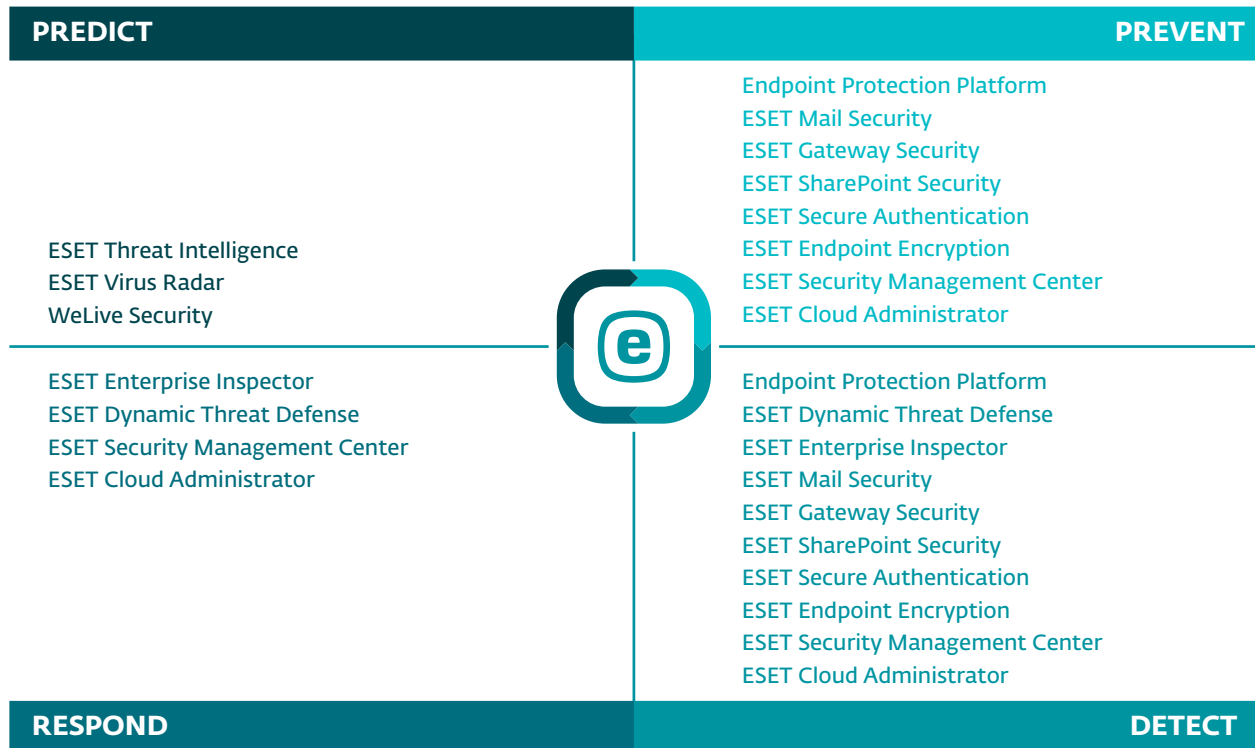 PREDICT
PREVENT
ESET Threat Intelligence
ESET Virus Radar
WeLive Security
Endpoint Protection Platform
ESET Mail Security
ESET Gateway Security
ESET SharePoint Security
ESET Secure Authentication
ESET Endpoint Encryption
ESET Security Management Center
ESET Cloud Administrator
e
ESET Enterprise Inspector
ESET Dynamic Threat Defense
ESET Security Management Center
ESET Cloud Administrator
Endpoint Protection Platform
ESET Dynamic Threat Defense
ESET Enterprise Inspector
ESET Mail Security
ESET Gateway Security
ESET SharePoint Security
ESET Secure Authentication
ESET Endpoint Encryption
ESET Security Management Center
ESET Cloud Administrator
RESPOND
DETECT